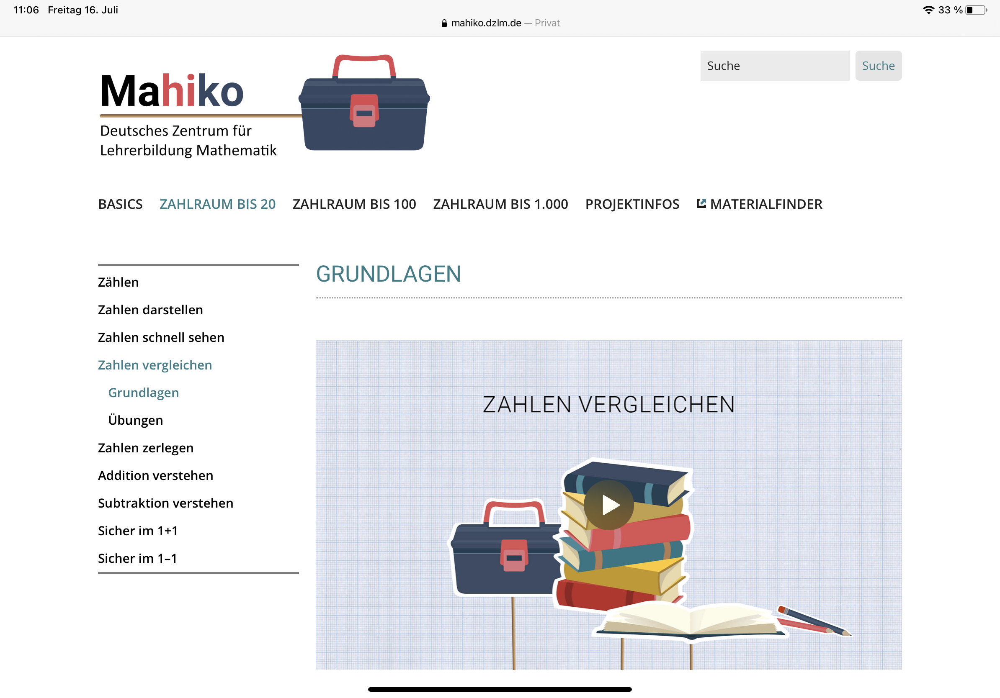 11:06 Freitag 16. Juli
33 %
mahiko.dzlm.de — Privat
Mahiko
Deutsches Zentrum für
Lehrerbildung Mathematik
Suche Suche
BASICS ZAHLRAUM BIS 20 ZAHLRAUM BIS 100 ZAHLRAUM BIS 1.000 PROJEKTINFOS MATERIALFINDER
Zählen
Zahlen darstellen
Zahlen schnell sehen
Zahlen vergleichen
Grundlagen
Übungen
Zahlen zerlegen
Addition verstehen
Subtraktion verstehen
Sicher im 1+1
Sicher im 1–1
GRUNDLAGEN
ZAHLEN VERGLEICHEN